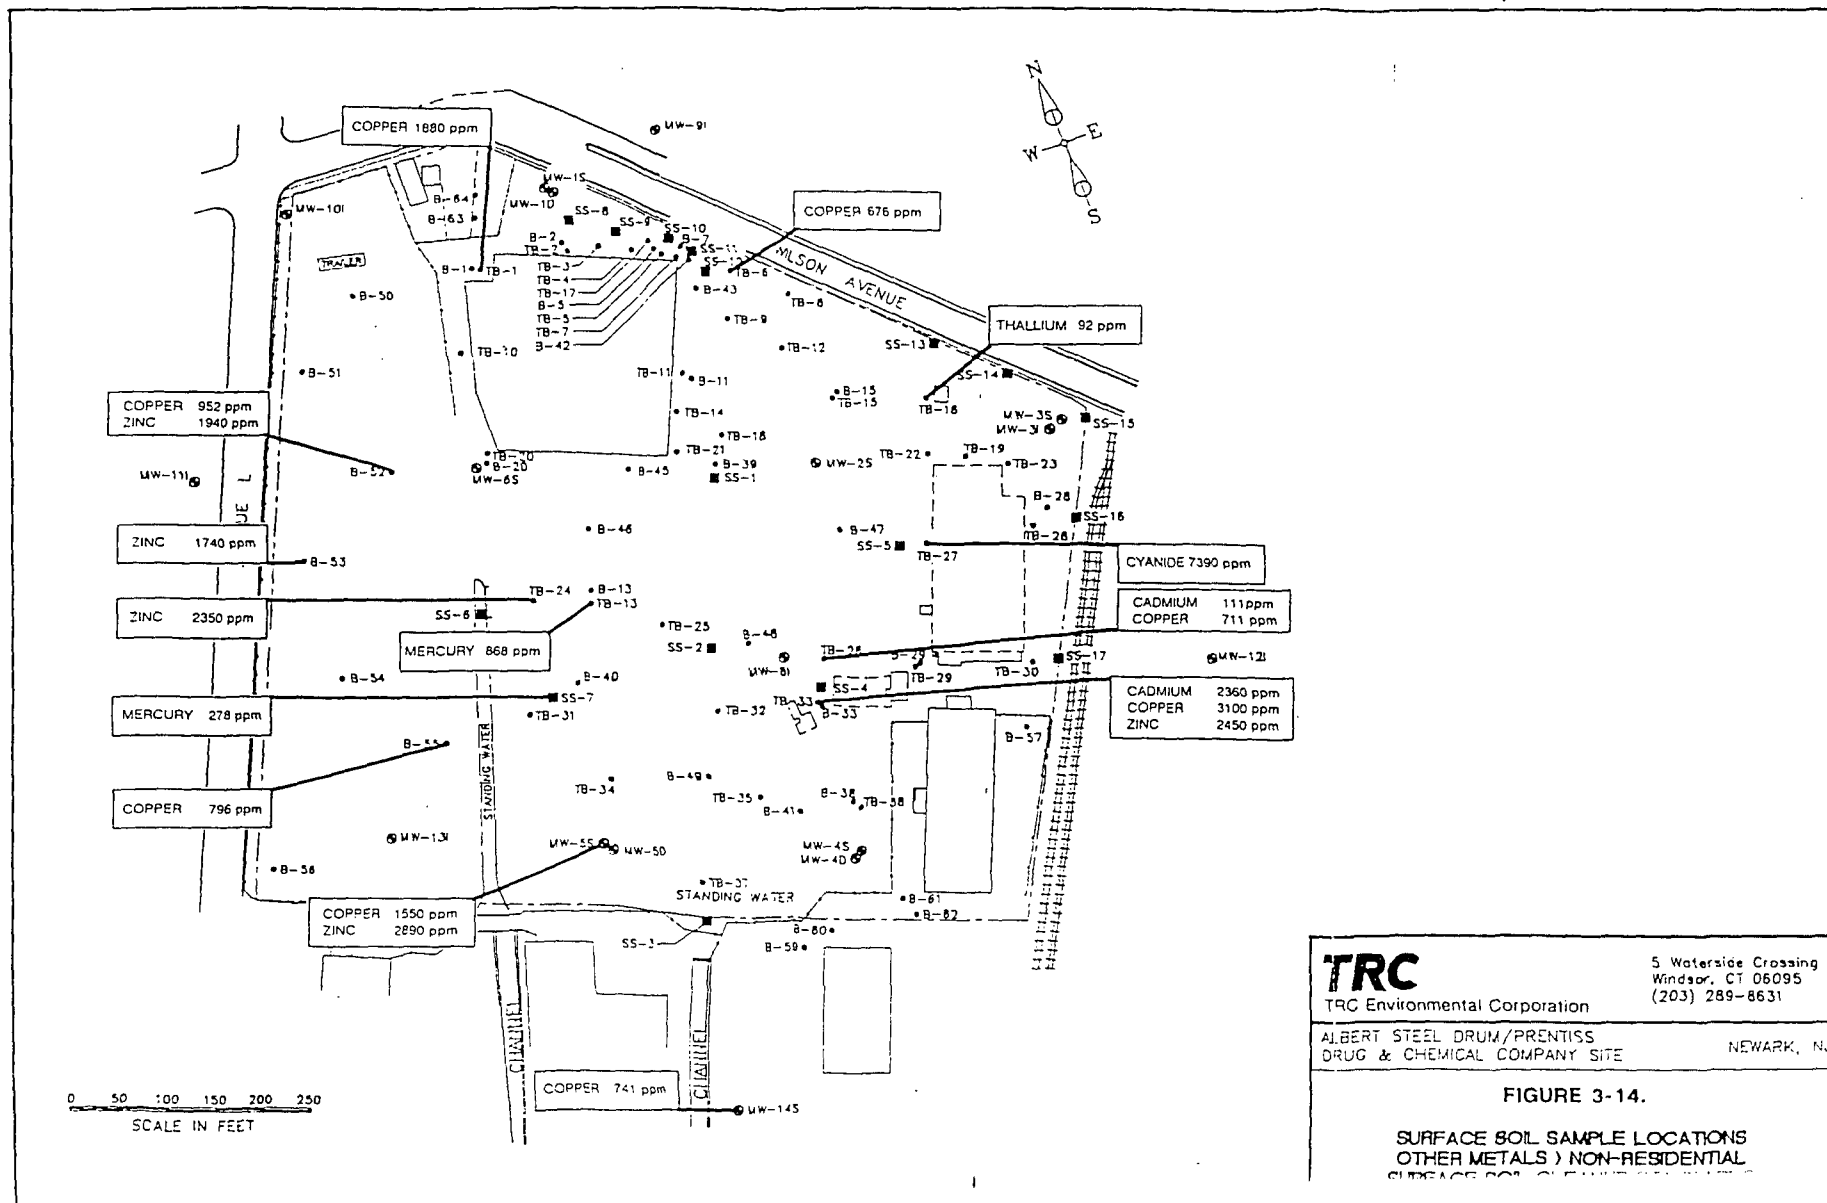 N
E
W
S
COPPER 1880 ppm
MW-9I
MW-1S
MW-1D
MW-10I
B-64
B-63
SS-8
SS-9
SS-10
B-7
SS-11
SS-12
COPPER 676 ppm
WILSON AVENUE
B-2
TB-2
TB-3
TB-4
TB-17
B-5
TB-5
TB-7
B-42
B-1
TB-1
TB-6
B-43
TB-8
TB-9
TRAILER
B-50
THALLIUM 92 ppm
TB-10
TB-12
SS-13
SS-14
B-51
TB-11
B-11
B-15
TB-15
TB-16
COPPER 952 ppm
ZINC 1940 ppm
TB-14
MW-3S
MW-3I
SS-15
TB-18
B-52
TB-20
B-20
MW-6S
TB-21
B-45
B-39
SS-1
MW-2S
TB-22
TB-19
TB-23
MW-11I
UE L
B-28
SS-16
TB-26
B-46
B-47
SS-5
TB-27
ZINC 1740 ppm
B-53
CYANIDE 7390 ppm
TB-24
B-13
TB-13
CADMIUM 111ppm
COPPER 711 ppm
ZINC 2350 ppm
SS-6
MERCURY 868 ppm
TB-25
SS-2
B-48
MW-8I
B-29
TB-29
TB-30
SS-17
MW-12I
B-54
B-40
SS-7
SS-4
TB-33
B-33
CADMIUM 2360 ppm
COPPER 3100 ppm
ZINC 2450 ppm
MERCURY 278 ppm
TB-31
TB-32
B-57
B-55
STANDING WATER
COPPER 796 ppm
TB-34
B-49
TB-35
B-41
B-38
TB-38
MW-13I
MW-5S
MW-5D
MW-4S
MW-4D
B-56
TB-37
STANDING WATER
B-61
B-62
COPPER 1550 ppm
ZINC 2890 ppm
SS-3
B-60
B-59
CHANNEL
CHANNEL
COPPER 741 ppm
MW-14S
0 50 100 150 200 250
SCALE IN FEET
TRC
TRC Environmental Corporation
5 Waterside Crossing
Windsor, CT 06095
(203) 289-8631
ALBERT STEEL DRUM/PRENTISS
DRUG & CHEMICAL COMPANY SITE
NEWARK, NJ
FIGURE 3-14.
SURFACE SOIL SAMPLE LOCATIONS
OTHER METALS > NON-RESIDENTIAL
SURFACE SOIL